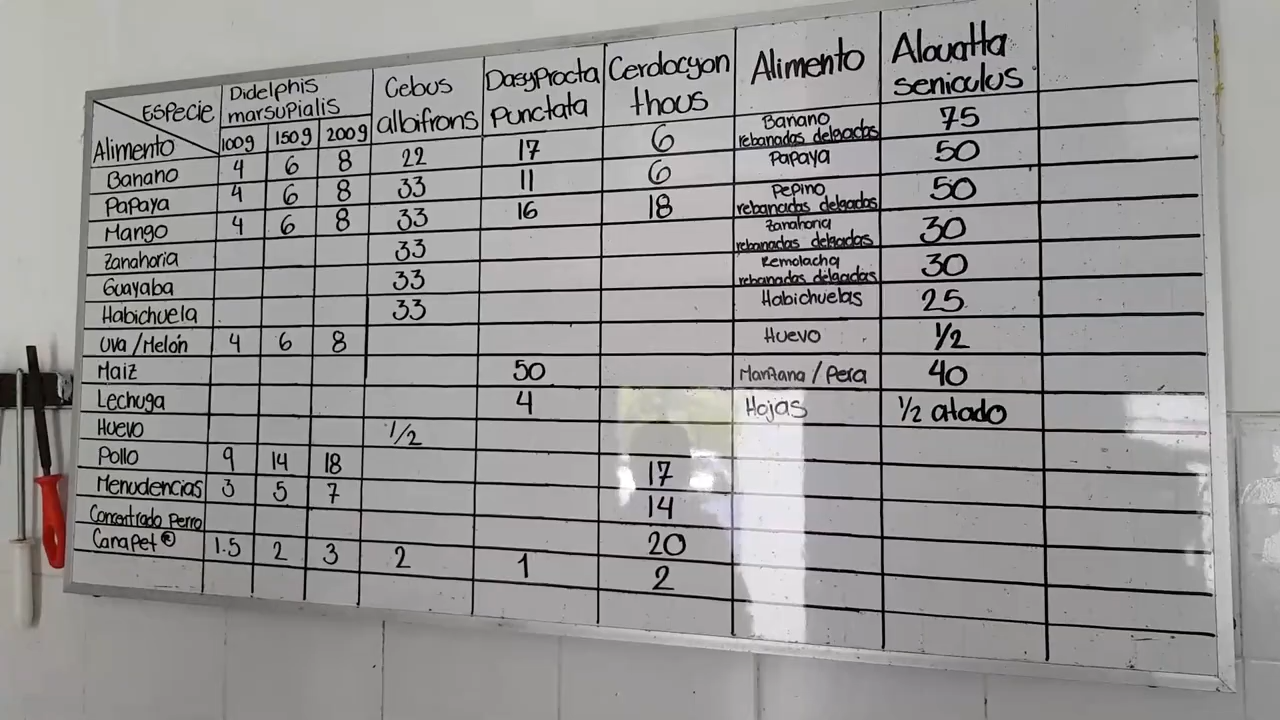 Especie Didelphis marsupialis Cebus albifrons Dasyprocta Punctata Cerdocyon thous Alimento Alouatta seniculus
Alimento 100g 150g 200g
Banano 4 6 8 22 17 6 Banano rebanadas delgadas 75
Papaya 4 6 8 33 11 6 Papaya 50
Mango 4 6 8 33 16 18 Pepino rebanadas delgadas 50
Zanahoria 33 Zanahoria rebanadas delgadas 30
Guayaba 33 Remolacha rebanadas delgadas 30
Habichuela 33 Habichuelas 25
Uva/Melón 4 6 8 Huevo 1/2
Maiz 50 Manzana/Pera 40
Lechuga 4 Hojas 1/2 atado
Huevo 1/2
Pollo 9 14 18 17
Menudencias 3 5 7 14
Concentrado Perro 20
CanaPet® 1.5 2 3 2 1 2